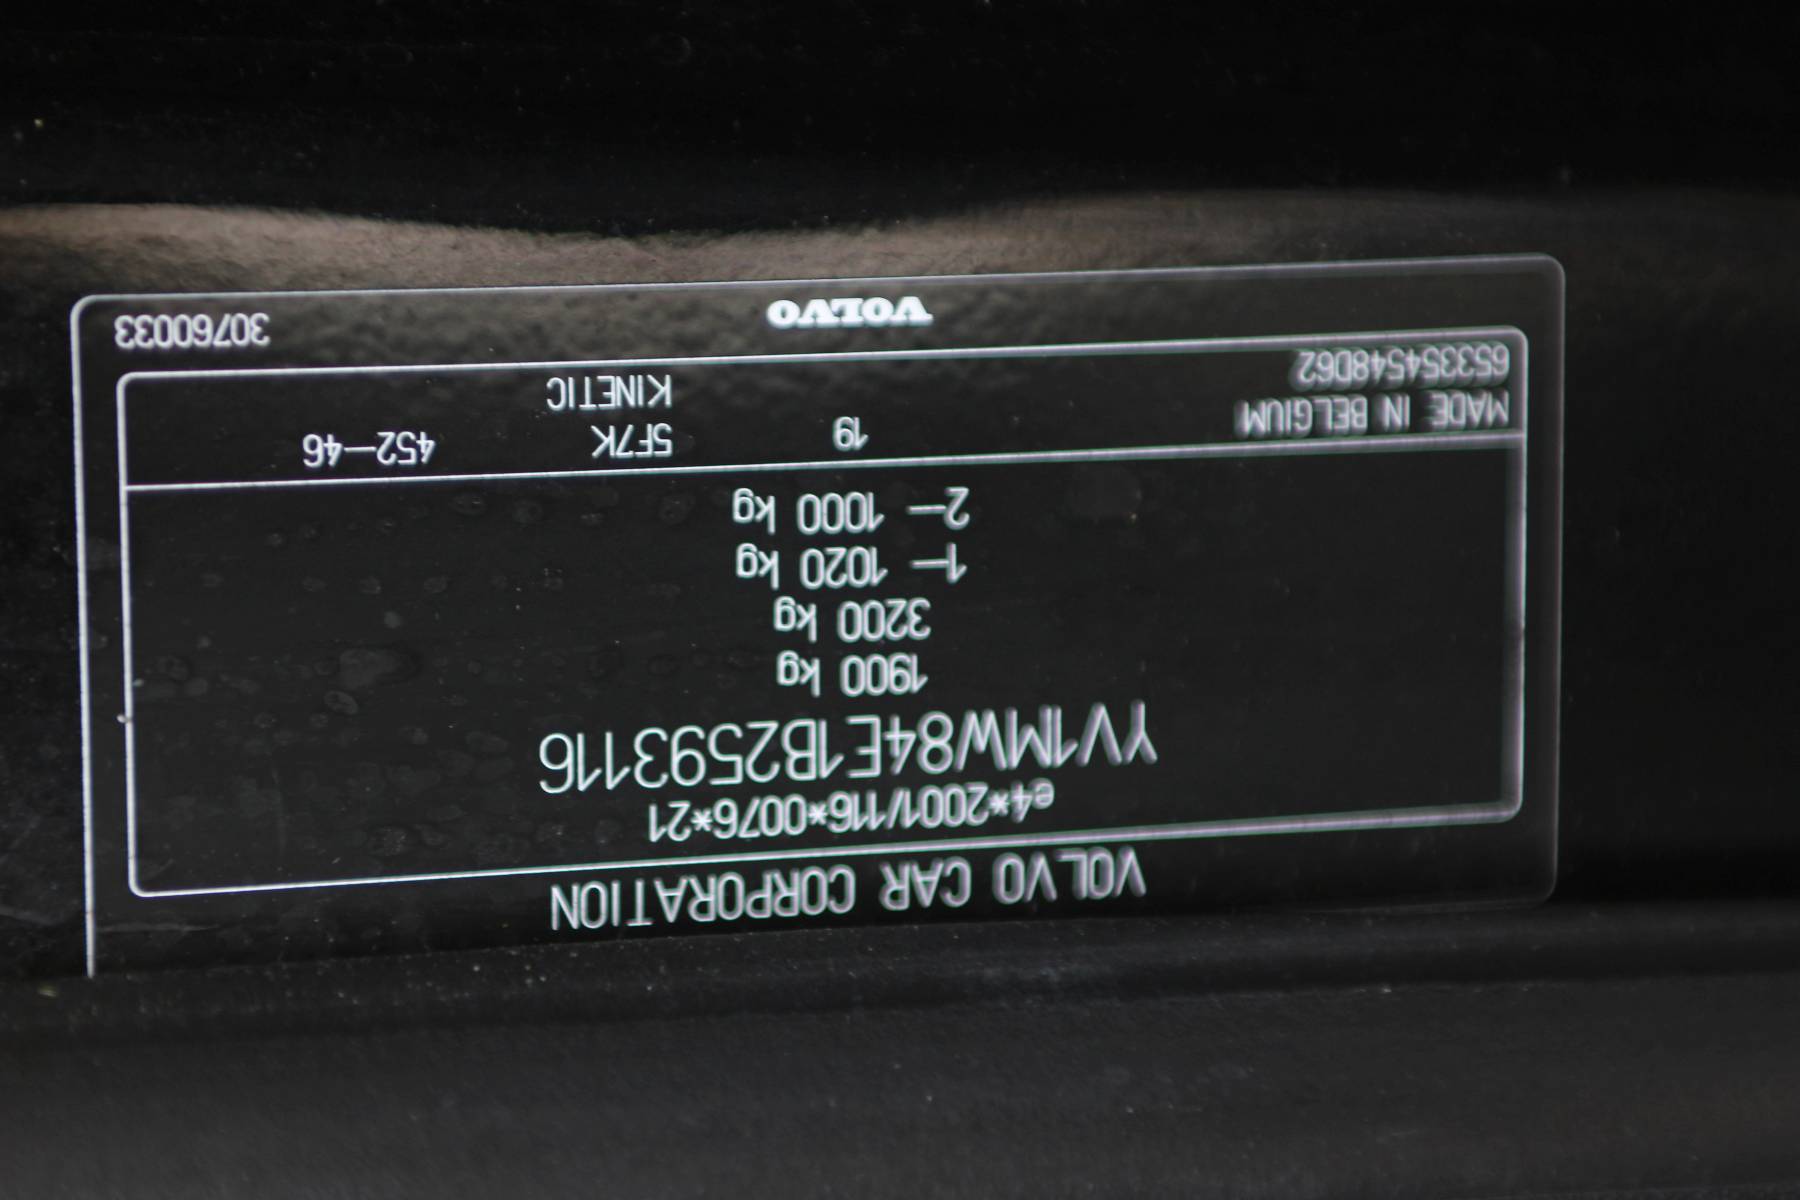 VOLVO CAR CORPORATION
e4*2001/116*0076*21
YV1MW84E1B2593116
1900 kg
3200 kg
1– 1020 kg
2– 1000 kg
MADE IN BELGIUM 19 5F7K 452–46
653354548D62 KINETIC
VOLVO 30760033